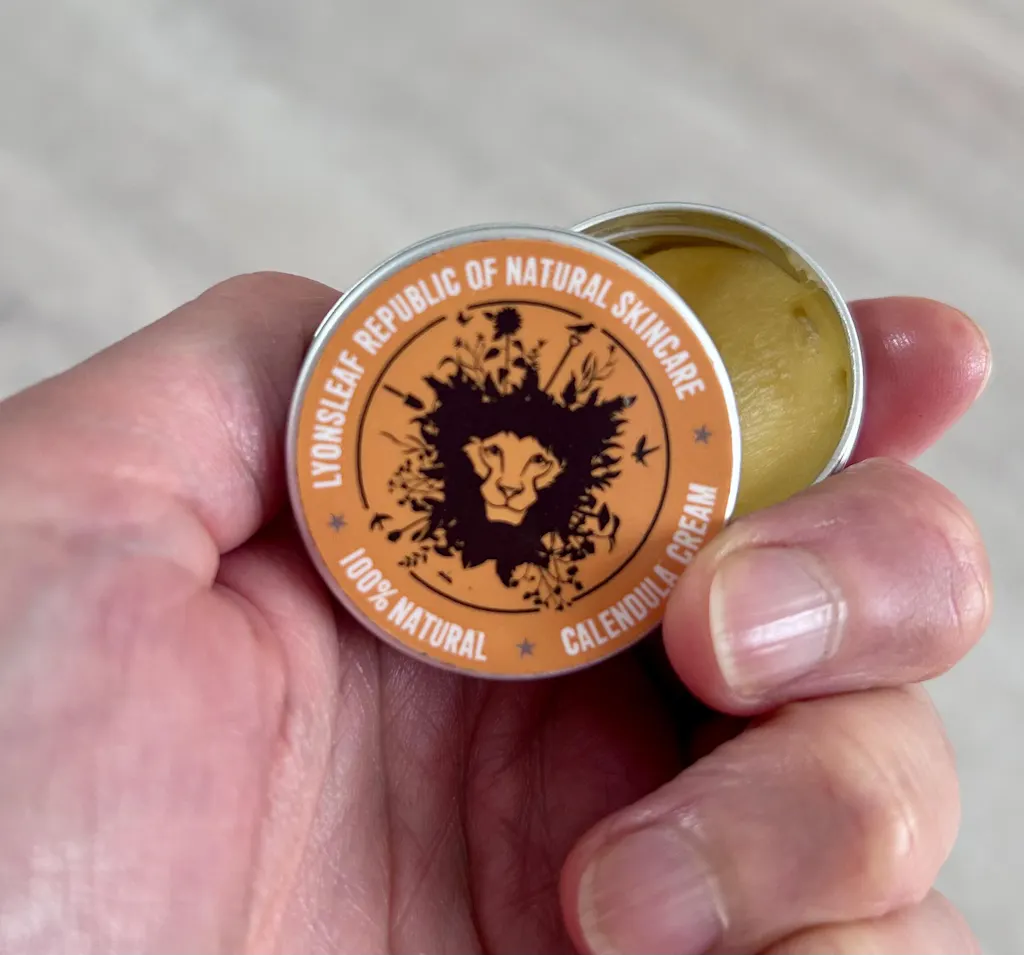 LYONSLEAF REPUBLIC OF NATURAL SKINCARE
100% NATURAL
CALENDULA CREAM